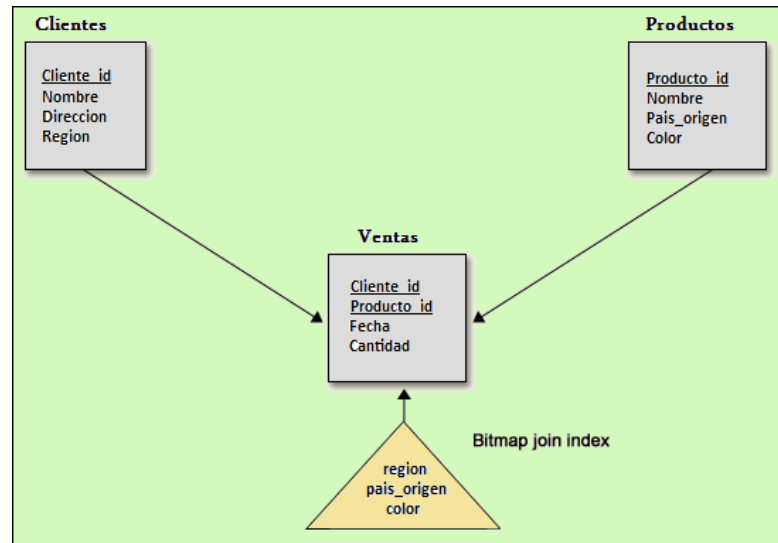 Clientes
Cliente_id
Nombre
Direccion
Region
Productos
Producto_id
Nombre
Pais_origen
Color
Ventas
Cliente_id
Producto_id
Fecha
Cantidad
Bitmap join index
region
pais_origen
color